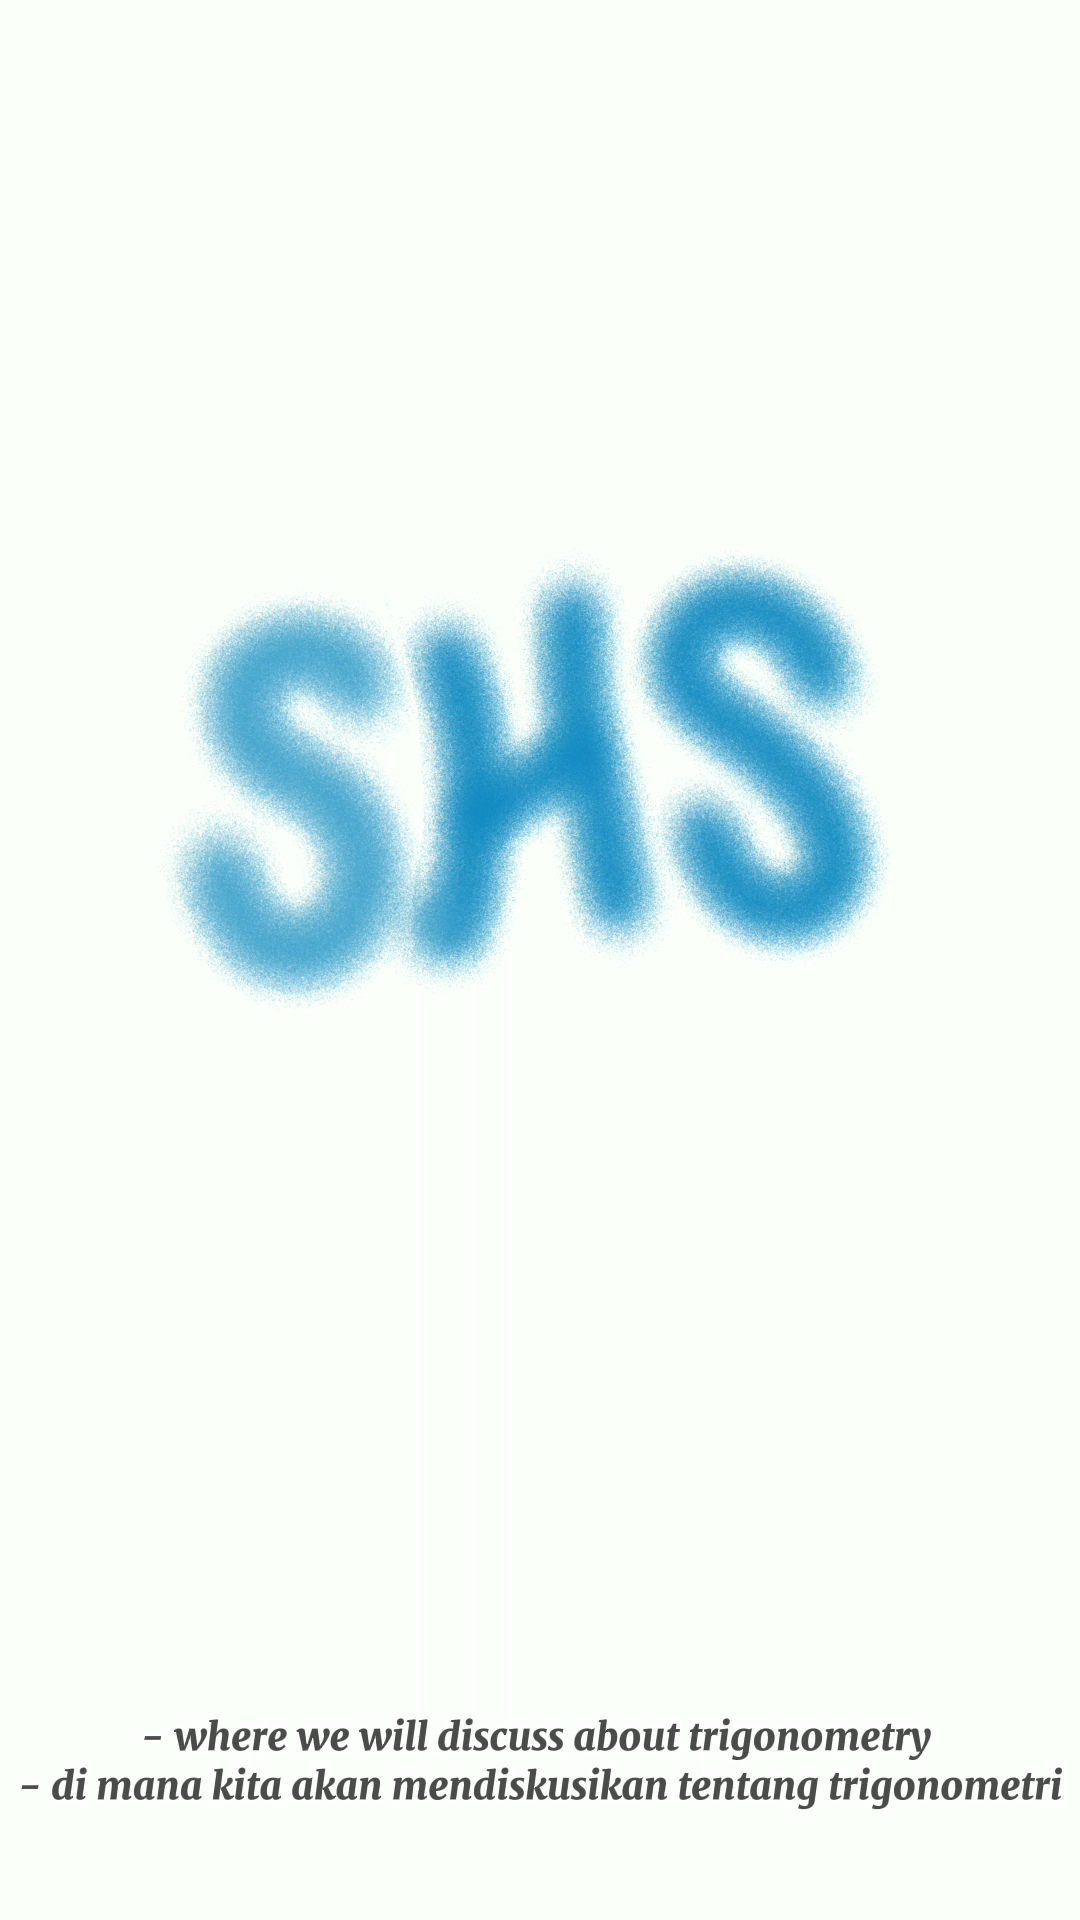 SHS
– where we will discuss about trigonometry
– di mana kita akan mendiskusikan tentang trigonometri